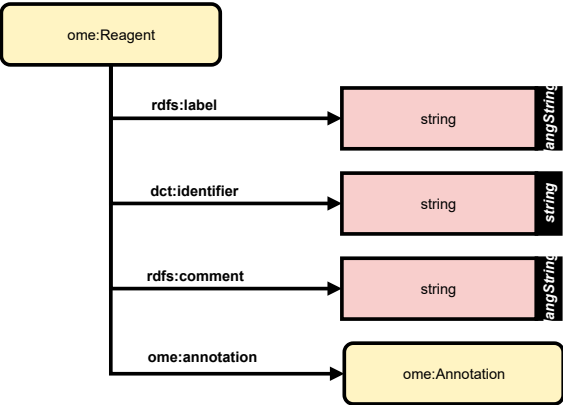 ome:Reagent
rdfs:label
string
angString
dct:identifier
string
string
rdfs:comment
string
angString
ome:annotation
ome:Annotation